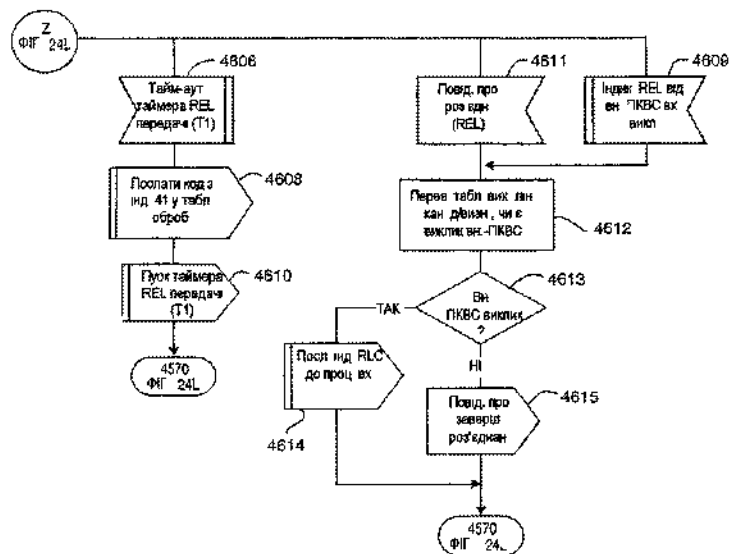 Z
ФІГ 24L
4606
Тайм-аут
таймера REL
передачі (T1)
4608
Послати код з
інд 41 у табл
оброб
4610
Пуск таймера
REL передачі
(T1)
4570
ФІГ 24L
4611
Повід. про
роз'єдн
(REL)
4609
Індик REL від
вн ПКВС вх
викл
4612
Перев табл вих лін
кан д/визн, чи є
виклик вн.-ПКВС
4613
Вн
ПКВС виклик
?
ТАК
НІ
4614
Посл інд RLC
до проц вх
4615
Повід. про
заверш
роз'єднан
4570
ФІГ 24L